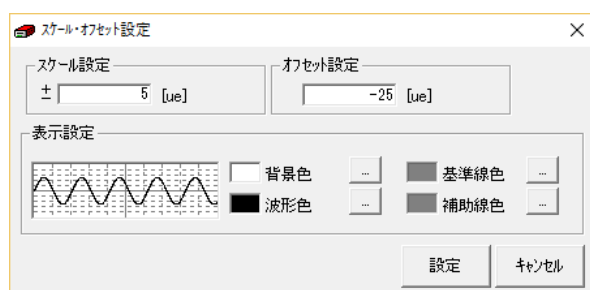 スケール・オフセット設定
スケール設定
± 5 [ue]
オフセット設定
-25 [ue]
表示設定
背景色 ...
基準線色 ...
波形色 ...
補助線色 ...
設定 キャンセル